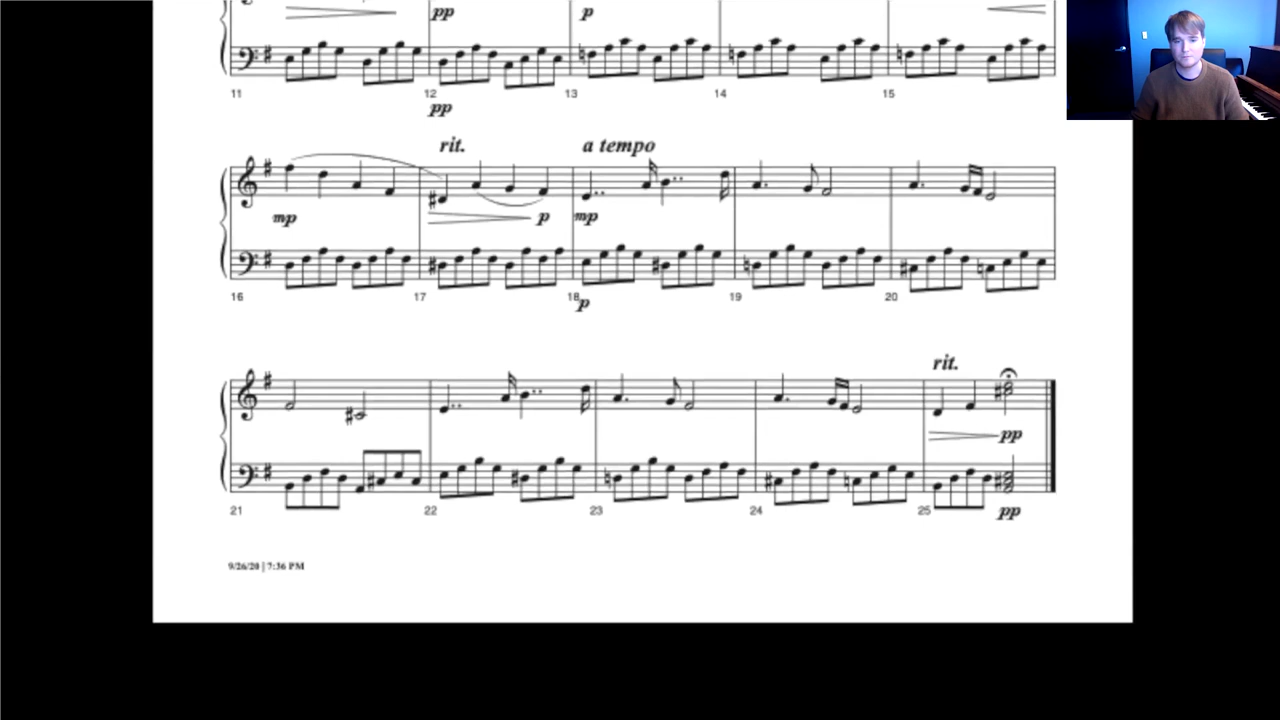 pp p
11 12 13 14 15
pp
rit. a tempo
mp p mp
16 17 18 19 20
p
rit.
pp
21 22 23 24 25
pp
9/26/20 | 7:36 PM